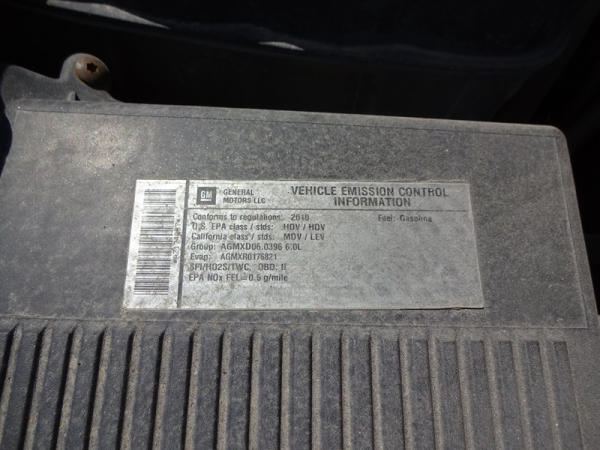 GM GENERAL MOTORS LLC
VEHICLE EMISSION CONTROL INFORMATION
Conforms to regulations: 2010 Fuel: Gasoline
U.S. EPA class / stds: HDV / HDV
California class / stds: MDV / LEV
Group: AGMXD06.0396 6.0L
Evap: AGMXR0176821
SFI/HO2S/TWC, OBD: II
EPA NOx FEL=0.5 g/mile